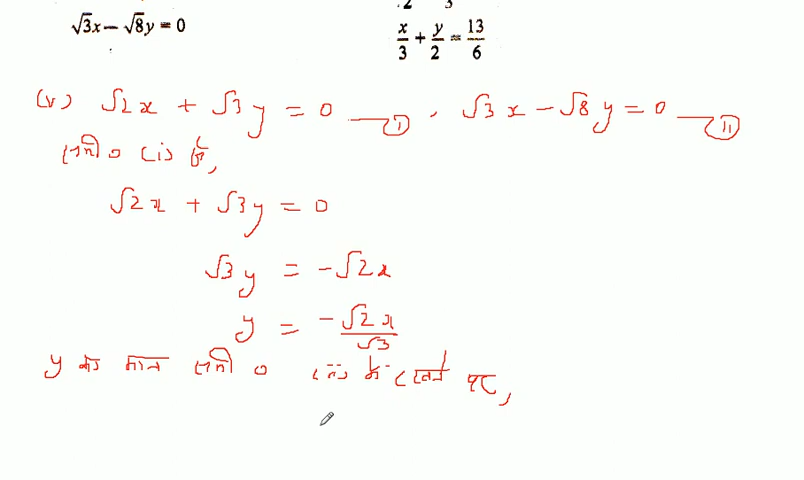 √3x – √8y = 0
x/3 + y/2 = 13/6
(v) √2x + √3y = 0 —(I) , √3x – √8y = 0 —(II)
समी० (i) से,
√2x + √3y = 0
√3y = –√2x
y = –√2x/√3
y का मान समी० (ii) में रखने पर,